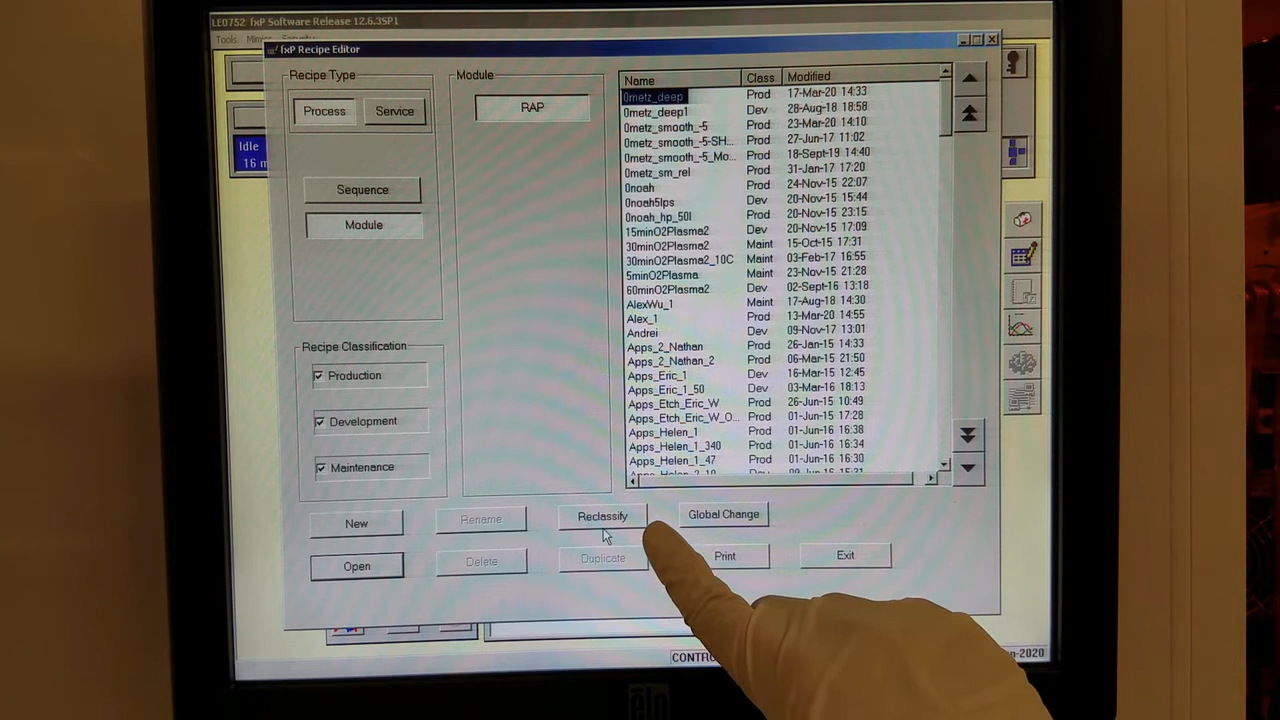 LE0752 fxP Software Release 12.6.3SP1
Tools
fxP Recipe Editor
Recipe Type
Process Service
Sequence
Module
Module
RAP
Recipe Classification
Production
Development
Maintenance
Name Class Modified
0metz_deep Prod 17-Mar-20 14:33
0metz_deep1 Dev 28-Aug-18 18:58
0metz_smooth_-5 Prod 23-Mar-20 14:10
0metz_smooth_-5-SH... Prod 27-Jun-17 11:02
0metz_smooth_-5_Mo... Prod 18-Sept-19 14:40
0metz_sm_rel Prod 31-Jan-17 17:20
0noah Prod 24-Nov-15 22:07
0noah5lps Dev 20-Nov-15 15:44
0noah_hp_50l Prod 20-Nov-15 23:15
15minO2Plasma2 Dev 20-Nov-15 17:09
30minO2Plasma2 Maint 15-Oct-15 17:31
30minO2Plasma2_10C Maint 03-Feb-17 16:55
5minO2Plasma Maint 23-Nov-15 21:28
60minO2Plasma2 Dev 02-Sept-16 13:18
AlexWu_1 Maint 17-Aug-18 14:30
Alex_1 Prod 13-Mar-20 14:55
Andrei Dev 09-Nov-17 13:01
Apps_2_Nathan Prod 26-Jan-15 14:33
Apps_2_Nathan_2 Prod 06-Mar-15 21:50
Apps_Eric_1 Dev 16-Mar-15 12:45
Apps_Eric_1_50 Dev 03-Mar-16 18:13
Apps_Etch_Eric_W Prod 26-Jun-15 10:49
Apps_Etch_Eric_W_O... Prod 01-Jun-15 17:28
Apps_Helen_1 Prod 01-Jun-16 16:38
Apps_Helen_1_340 Prod 01-Jun-16 16:34
Apps_Helen_1_47 Prod 01-Jun-16 16:30
New Rename Reclassify Global Change
Open Delete Duplicate Print Exit
Idle
16 m
CONTR
n-2020
elo